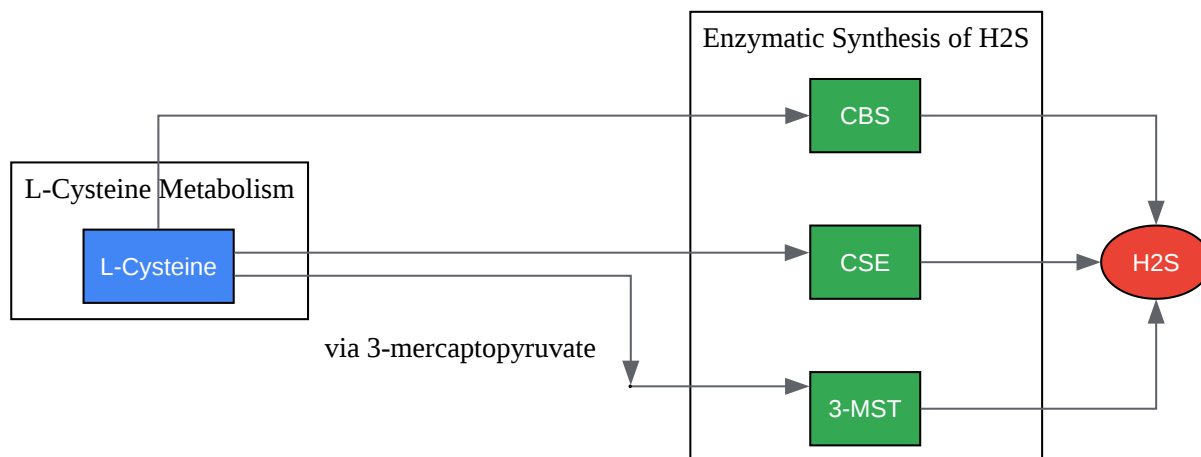 Enzymatic Synthesis of H2S
CBS
L-Cysteine Metabolism
L-Cysteine
CSE
H2S
via 3-mercaptopyruvate
3-MST